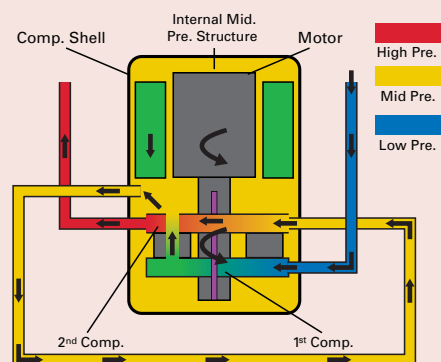 Internal Mid.
Pre. Structure
Comp. Shell
Motor
High Pre.
Mid Pre.
Low Pre.
2nd Comp.
1st Comp.